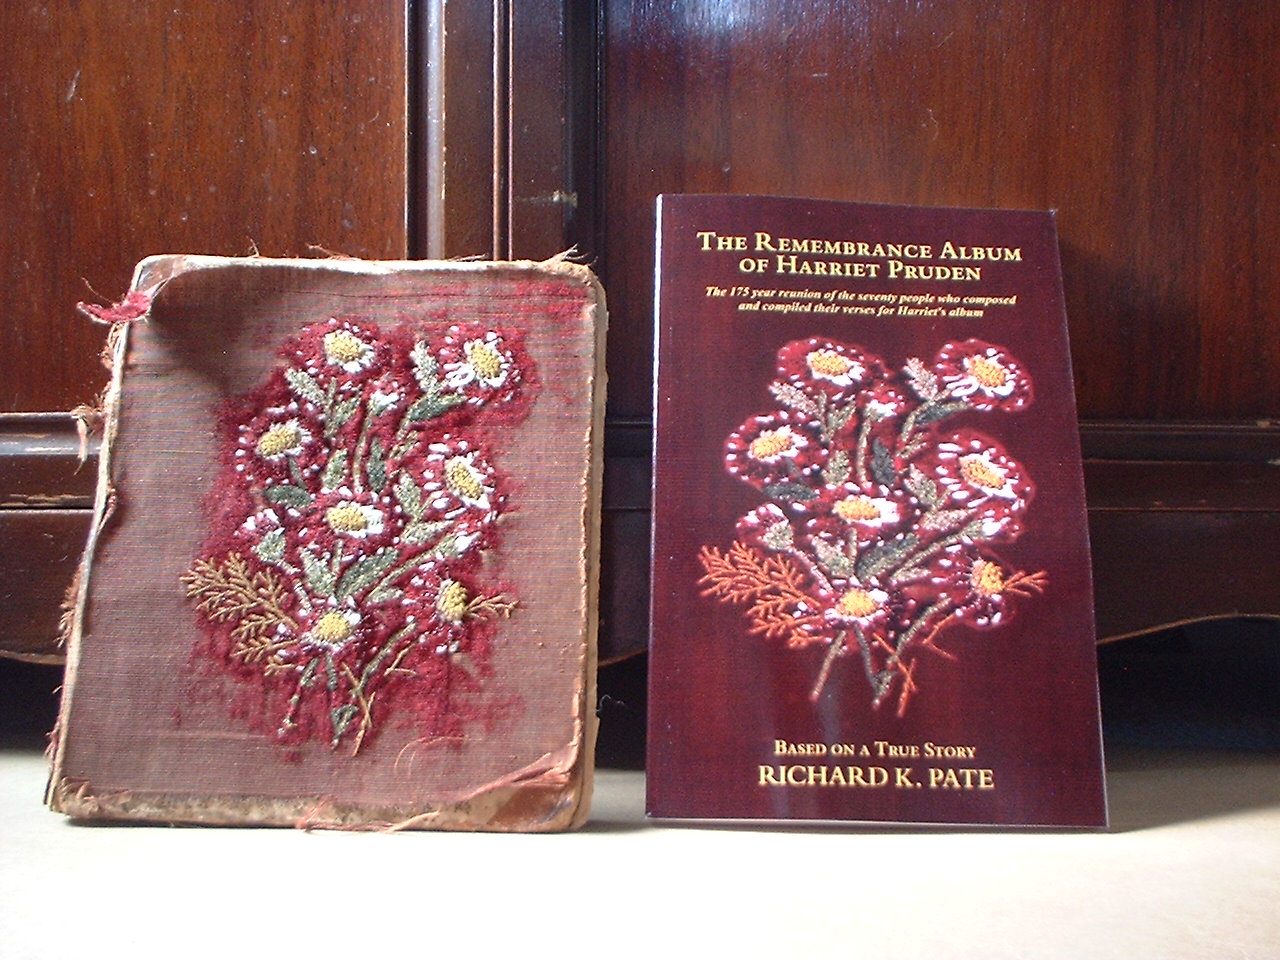 The Remembrance Album
of Harriet Pruden
The 175 year reunion of the seventy people who composed
and compiled their verses for Harriet's album
Based on a True Story
RICHARD K. PATE